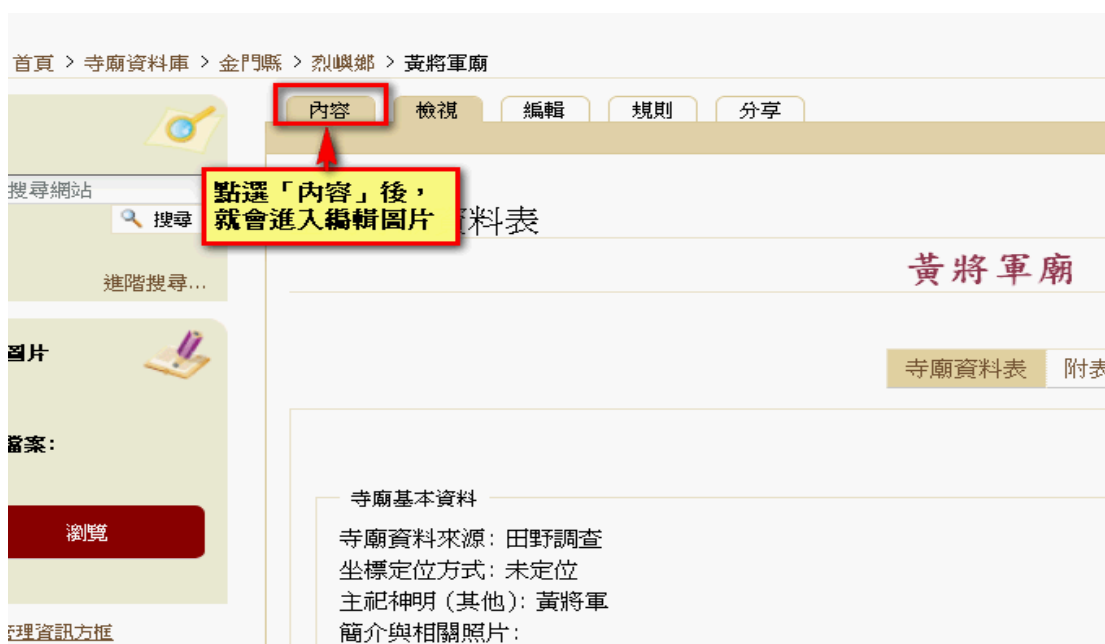 首頁 > 寺廟資料庫 > 金門縣 > 烈嶼鄉 > 黃將軍廟
內容 檢視 編輯 規則 分享
搜尋網站
搜尋
進階搜尋...
點選「內容」後，
就會進入編輯圖片
料表
黃將軍廟
圖片
檔案:
瀏覽
管理資訊方框
寺廟資料表 附表
寺廟基本資料
寺廟資料來源: 田野調查
坐標定位方式: 未定位
主祀神明 (其他): 黃將軍
簡介與相關照片: